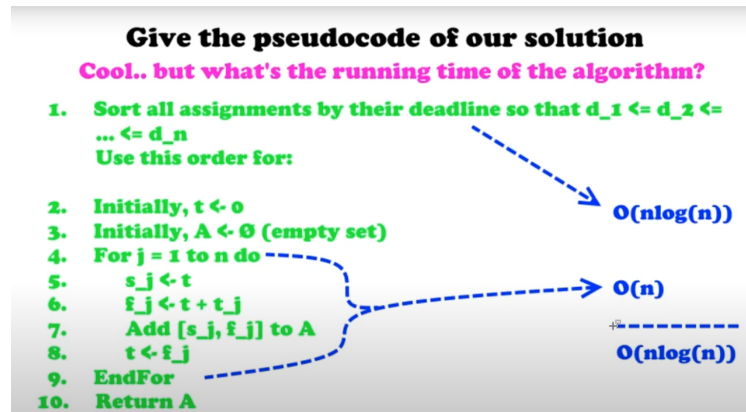 Give the pseudocode of our solution
Cool.. but what's the running time of the algorithm?
1. Sort all assignments by their deadline so that d_1 <= d_2 <=
... <= d_n
Use this order for:
O(nlog(n))
2. Initially, t <- 0
3. Initially, A <- Ø (empty set)
4. For j = 1 to n do
5. s_j <- t
O(n)
6. f_j <- t + t_j
7. Add [s_j, f_j] to A
8. t <- f_j
O(nlog(n))
9. EndFor
10. Return A